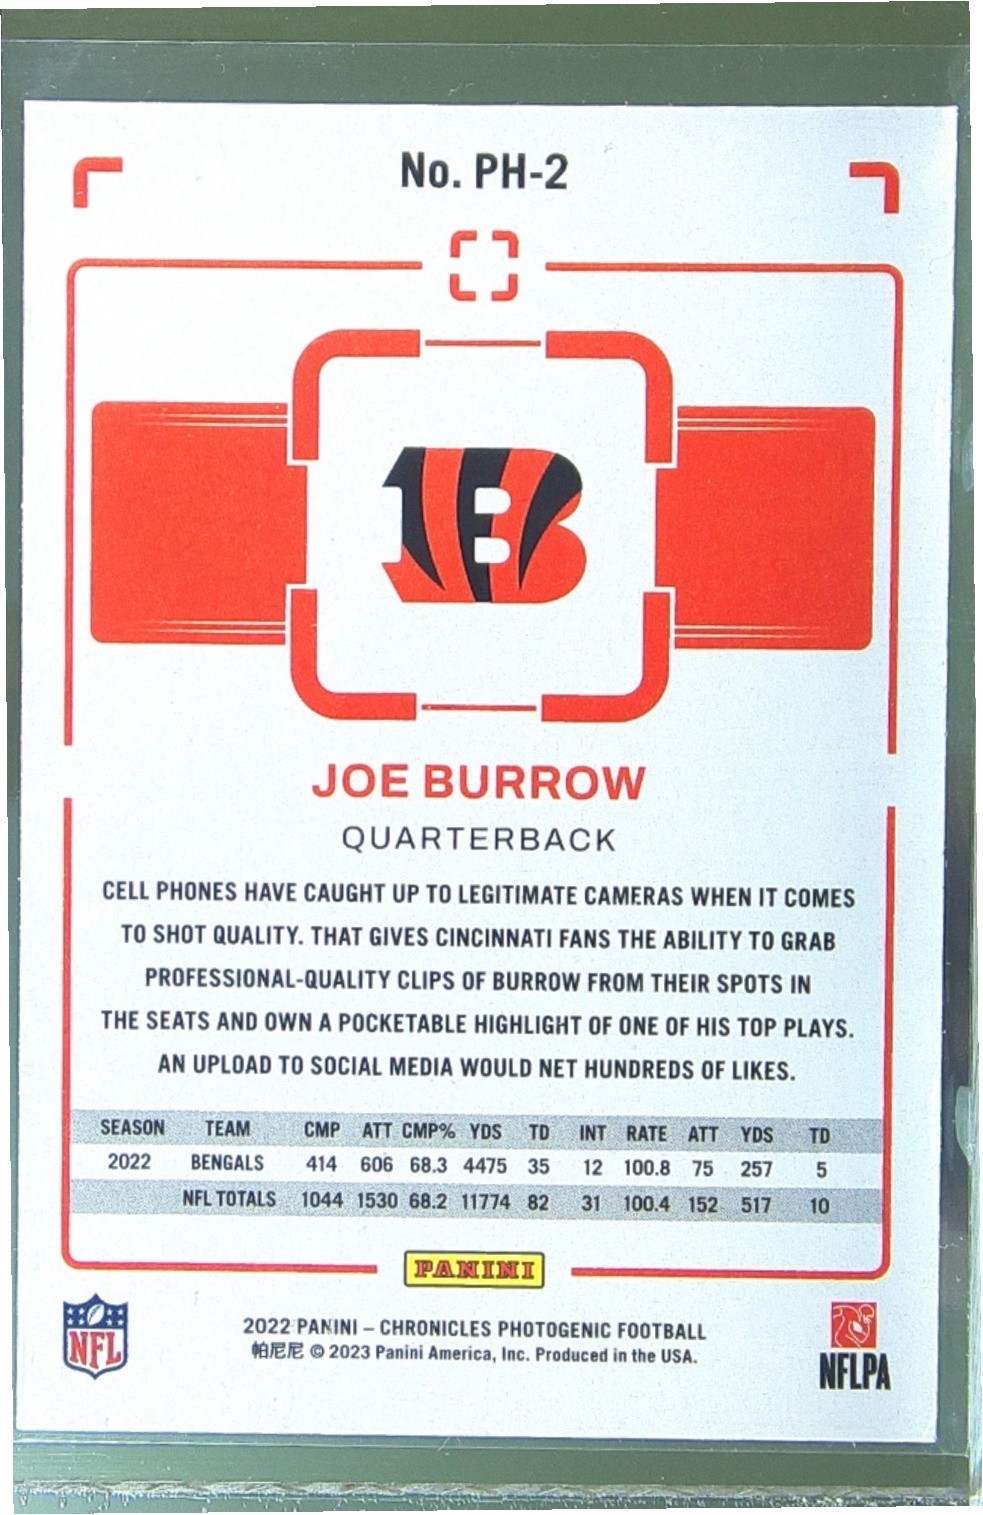 No. PH-2
JOE BURROW
QUARTERBACK
CELL PHONES HAVE CAUGHT UP TO LEGITIMATE CAMERAS WHEN IT COMES
TO SHOT QUALITY. THAT GIVES CINCINNATI FANS THE ABILITY TO GRAB
PROFESSIONAL-QUALITY CLIPS OF BURROW FROM THEIR SPOTS IN
THE SEATS AND OWN A POCKETABLE HIGHLIGHT OF ONE OF HIS TOP PLAYS.
AN UPLOAD TO SOCIAL MEDIA WOULD NET HUNDREDS OF LIKES.
SEASON TEAM CMP ATT CMP% YDS TD INT RATE ATT YDS TD
2022 BENGALS 414 606 68.3 4475 35 12 100.8 75 257 5
NFL TOTALS 1044 1530 68.2 11774 82 31 100.4 152 517 10
PANINI
NFL
2022 PANINI – CHRONICLES PHOTOGENIC FOOTBALL
帕尼尼 © 2023 Panini America, Inc. Produced in the USA.
NFLPA